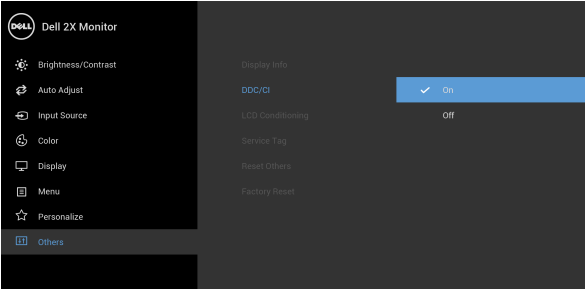 DELL
Dell 2X Monitor
Brightness/Contrast
Auto Adjust
Input Source
Color
Display
Menu
Personalize
Others
Display Info
DDC/CI
LCD Conditioning
Service Tag
Reset Others
Factory Reset
On
Off